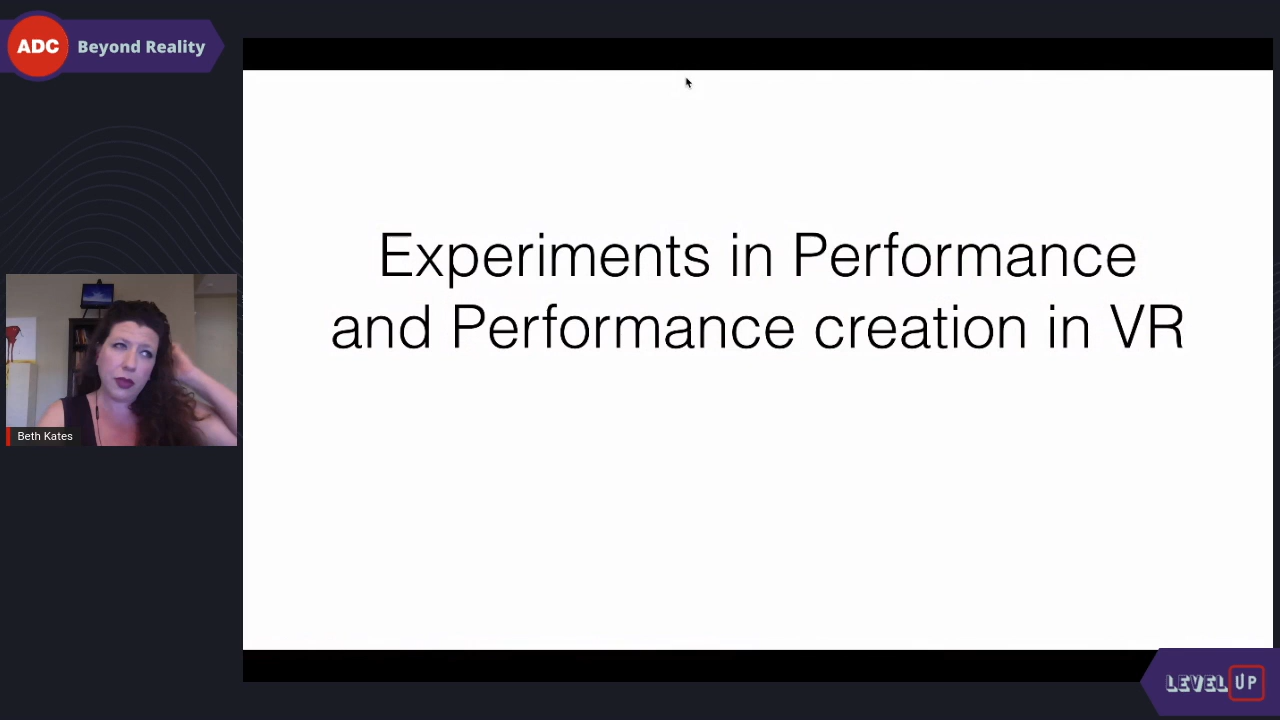 ADC
Beyond Reality
Experiments in Performance
and Performance creation in VR
Beth Kates
LEVEL UP